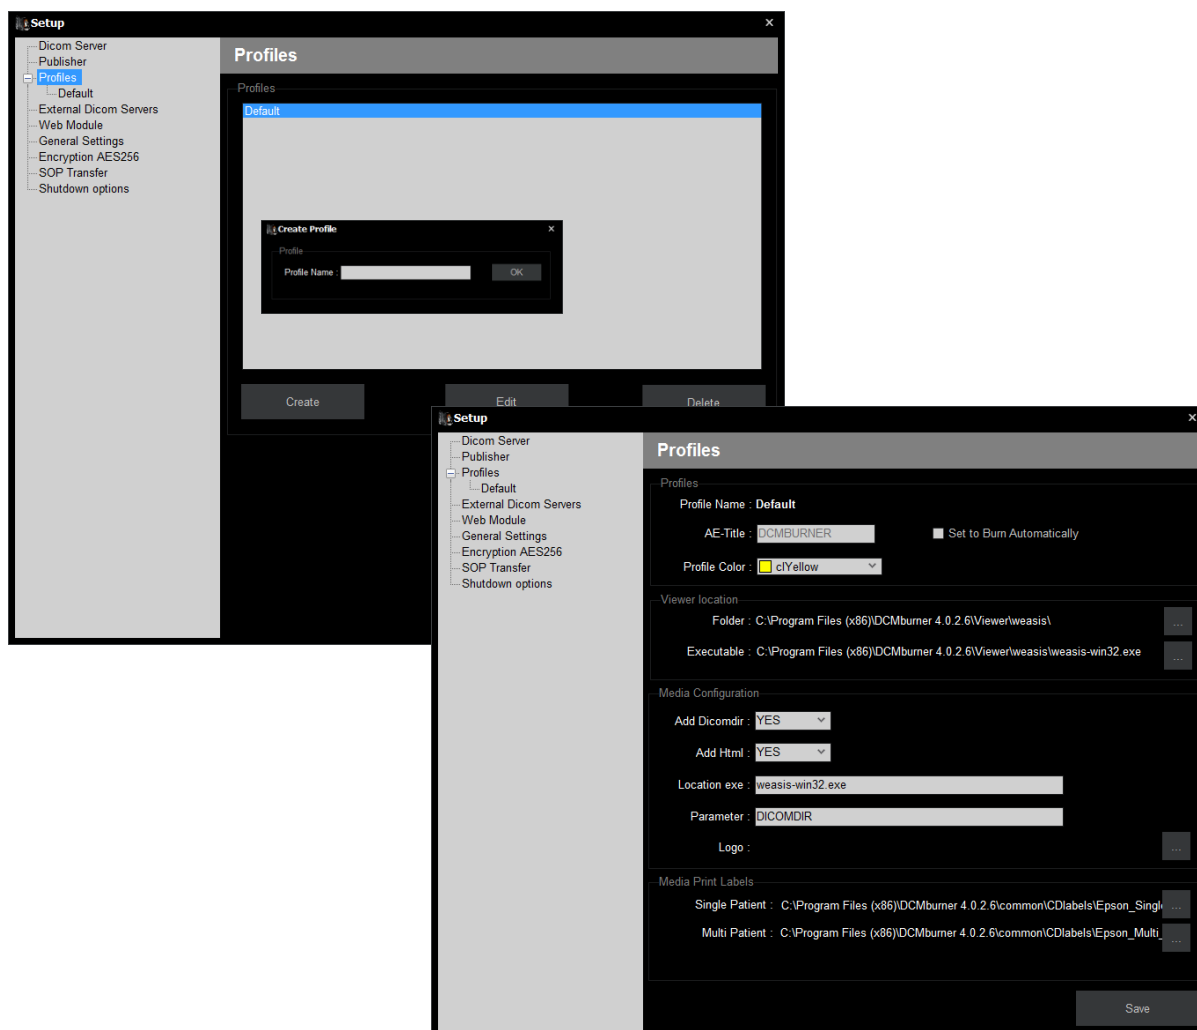 Setup
Dicom Server
Publisher
Profiles
Default
External Dicom Servers
Web Module
General Settings
Encryption AES256
SOP Transfer
Shutdown options
Profiles
Profiles
Default
Create Profile
Profile
Profile Name :
OK
Create Edit Delete
Setup
Dicom Server
Publisher
Profiles
Default
External Dicom Servers
Web Module
General Settings
Encryption AES256
SOP Transfer
Shutdown options
Profiles
Profiles
Profile Name : Default
AE-Title : DCMBURNER Set to Burn Automatically
Profile Color : clYellow
Viewer location
Folder : C:\Program Files (x86)\DCMburner 4.0.2.6\Viewer\weasis\ ...
Executable : C:\Program Files (x86)\DCMburner 4.0.2.6\Viewer\weasis\weasis-win32.exe ...
Media Configuration
Add Dicomdir : YES
Add Html : YES
Location exe : weasis-win32.exe
Parameter : DICOMDIR
Logo : ...
Media Print Labels
Single Patient : C:\Program Files (x86)\DCMburner 4.0.2.6\common\CDlabels\Epson_Singl ...
Multi Patient : C:\Program Files (x86)\DCMburner 4.0.2.6\common\CDlabels\Epson_Multi_ ...
Save